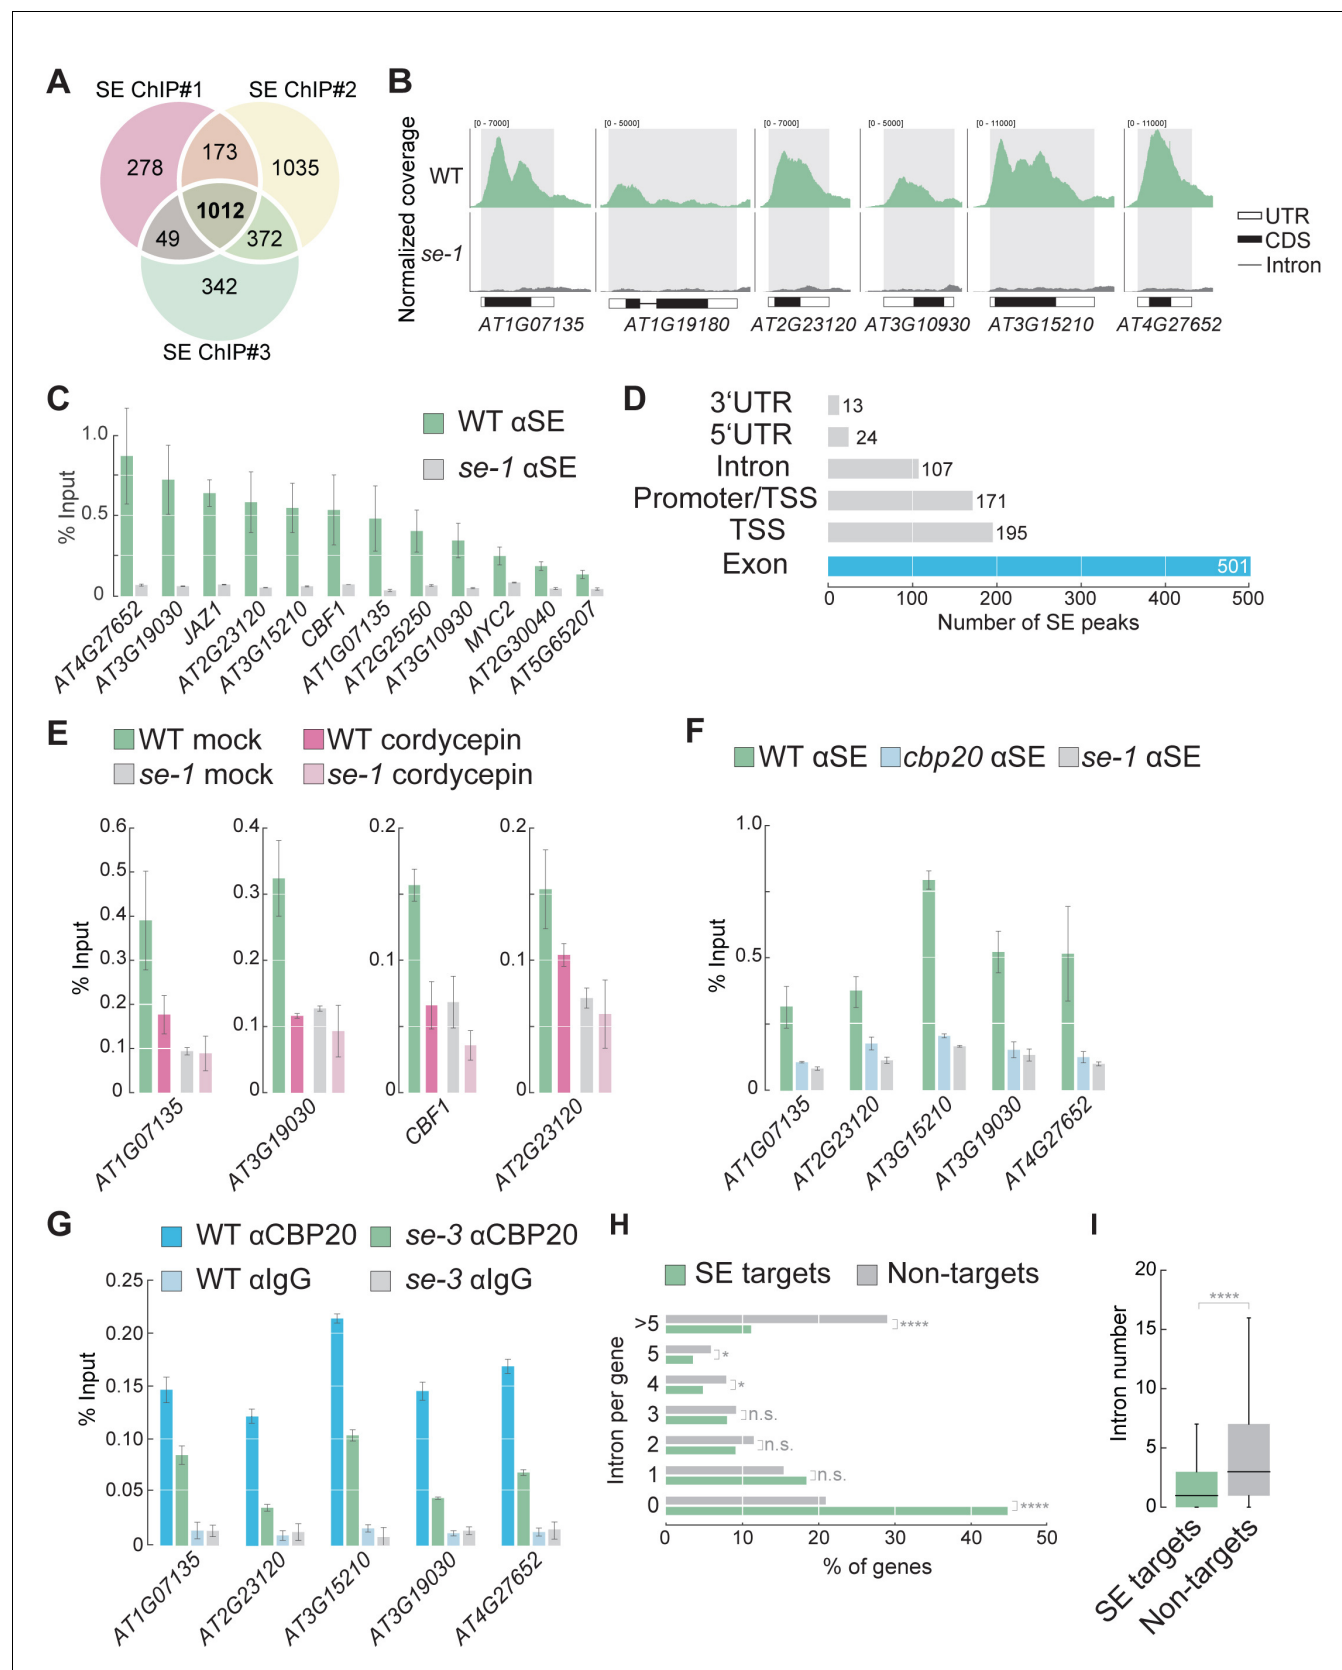 A
SE ChIP#1
SE ChIP#2
278
173
1035
1012
49
372
342
SE ChIP#3
B
Normalized coverage
WT
se-1
[0 - 7000]
[0 - 5000]
[0 - 7000]
[0 - 5000]
[0 - 11000]
[0 - 11000]
AT1G07135
AT1G19180
AT2G23120
AT3G10930
AT3G15210
AT4G27652
UTR
CDS
Intron
C
WT αSE
se-1 αSE
% Input
1.0
0.5
0
AT4G27652
AT3G19030
JAZ1
AT2G23120
AT3G15210
CBF1
AT1G07135
AT2G25250
AT3G10930
MYC2
AT2G30040
AT5G65207
D
3‘UTR
13
5‘UTR
24
Intron
107
Promoter/TSS
171
TSS
195
Exon
501
0
100
200
300
400
500
Number of SE peaks
E
WT mock
WT cordycepin
se-1 mock
se-1 cordycepin
% Input
0.6
0.5
0.4
0.3
0.2
0.1
0
AT1G07135
0.4
0.3
0.2
0.1
0
AT3G19030
0.2
0.1
0
CBF1
0.2
0.1
0
AT2G23120
F
WT αSE
cbp20 αSE
se-1 αSE
% Input
1.0
0.5
0
AT1G07135
AT2G23120
AT3G15210
AT3G19030
AT4G27652
G
WT αCBP20
se-3 αCBP20
WT αIgG
se-3 αIgG
% Input
0.25
0.20
0.15
0.10
0.05
0
AT1G07135
AT2G23120
AT3G15210
AT3G19030
AT4G27652
H
SE targets
Non-targets
Intron per gene
>5
****
5
*
4
*
3
n.s.
2
n.s.
1
n.s.
0
****
0
10
20
30
40
50
% of genes
I
Intron number
20
15
10
5
0
****
SE targets
Non-targets